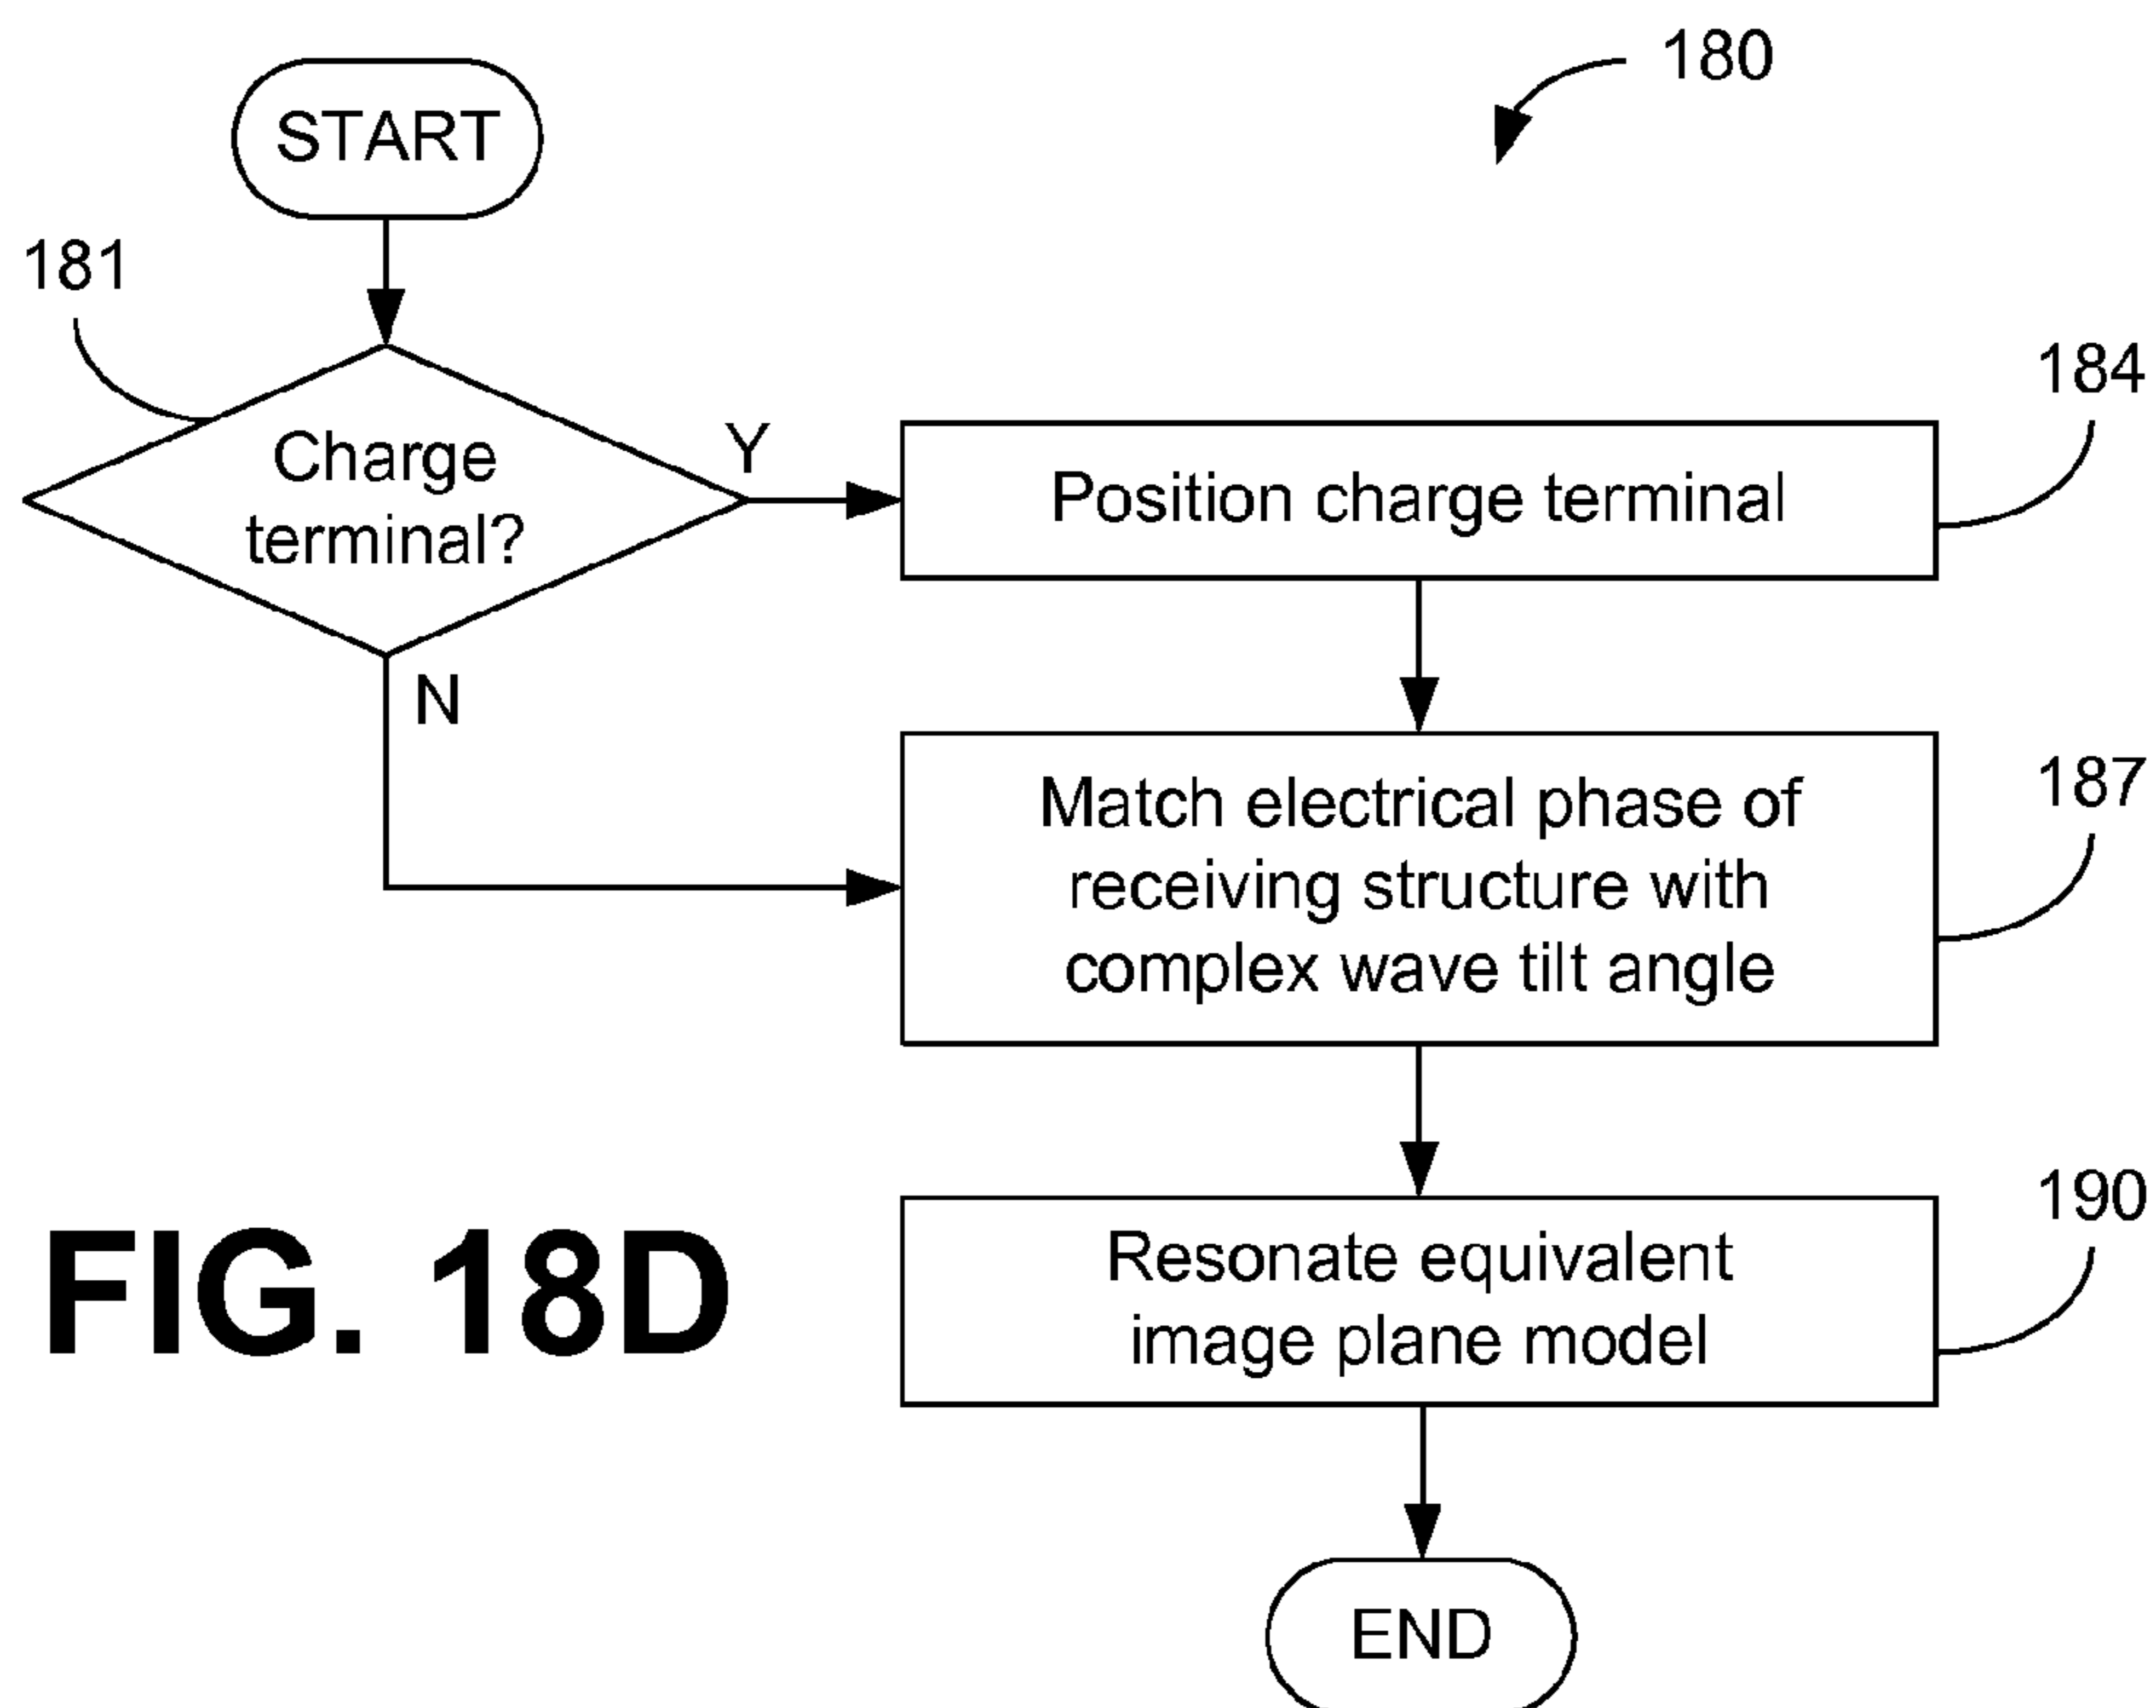 START
180
181
Charge
terminal?
Y
N
Position charge terminal
184
Match electrical phase of
receiving structure with
complex wave tilt angle
187
Resonate equivalent
image plane model
190
END
FIG. 18D